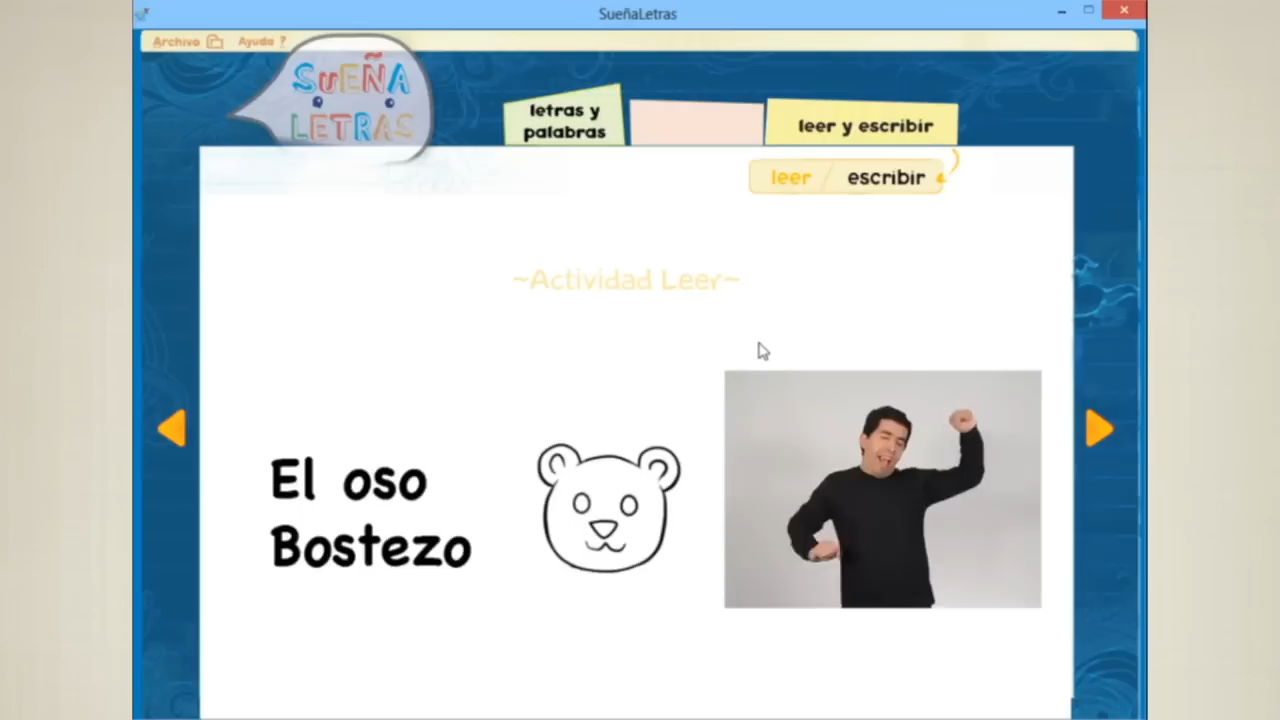 SueñaLetras
Archivo Ayuda ?
SUEÑA
LETRAS
letras y
palabras
leer y escribir
leer / escribir
~Actividad Leer~
El oso
Bostezo